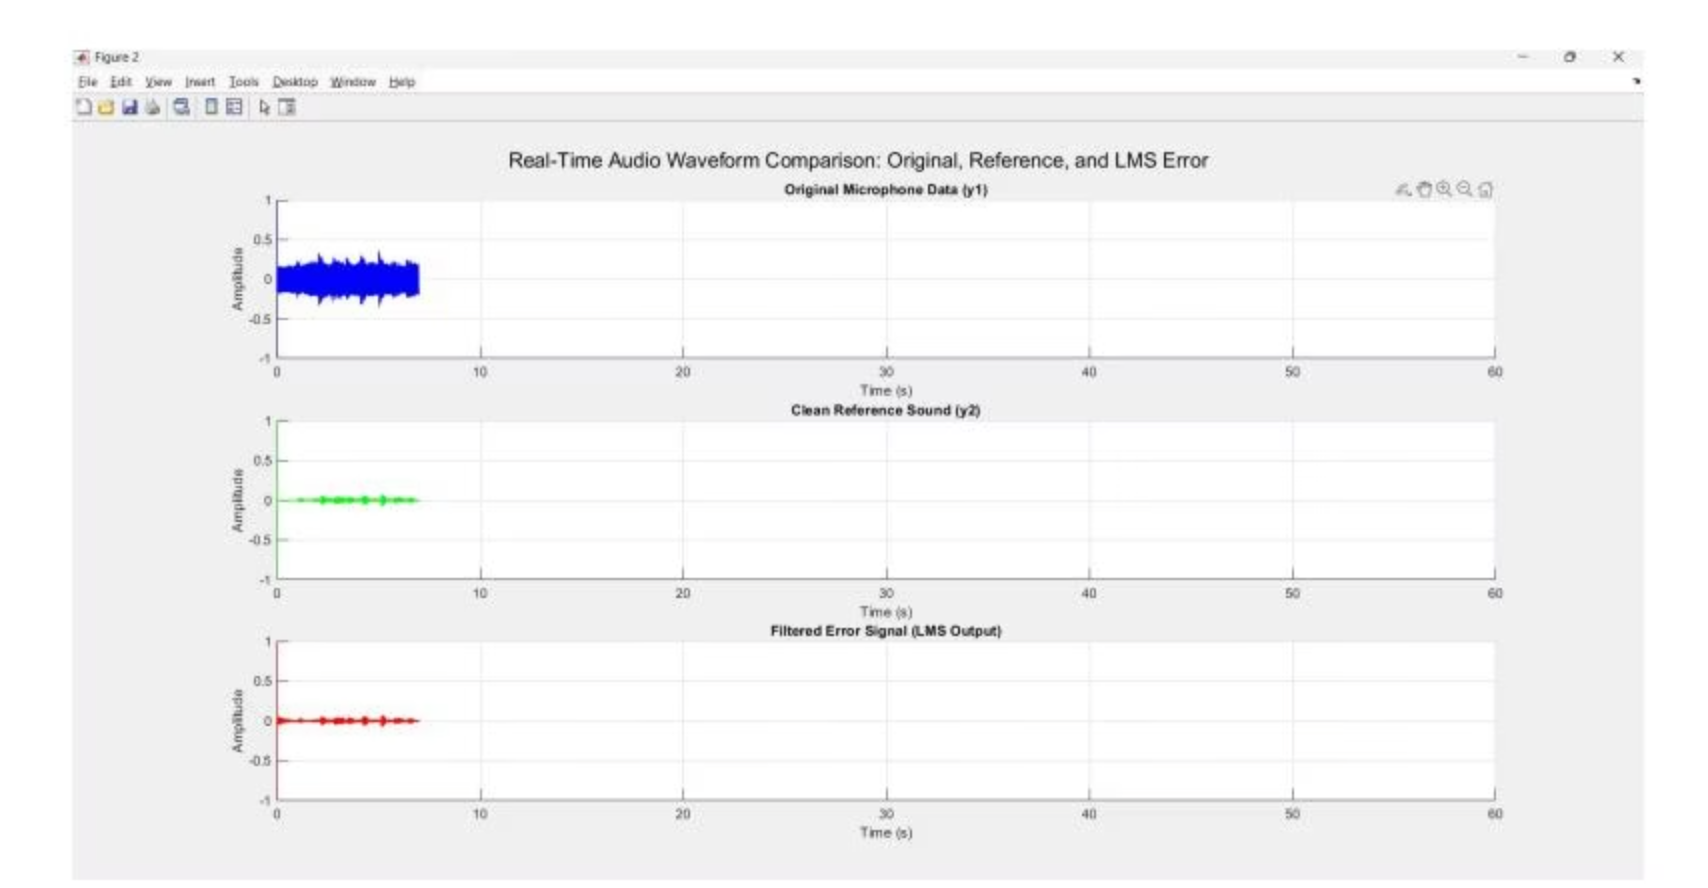 Figure 2
File Edit View Insert Tools Desktop Window Help
Real-Time Audio Waveform Comparison: Original, Reference, and LMS Error
Original Microphone Data (y1)
1
0.5
0
-0.5
-1
Amplitude
0 10 20 30 40 50 60
Time (s)
Clean Reference Sound (y2)
1
0.5
0
-0.5
-1
Amplitude
0 10 20 30 40 50 60
Time (s)
Filtered Error Signal (LMS Output)
1
0.5
0
-0.5
-1
Amplitude
0 10 20 30 40 50 60
Time (s)